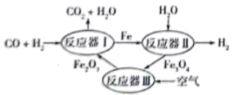 CO₂+H₂O
H₂O
CO+H₂
反应器Ⅰ
Fe
反应器Ⅱ
H₂
Fe₂O₃
Fe₃O₄
反应器Ⅲ
空气